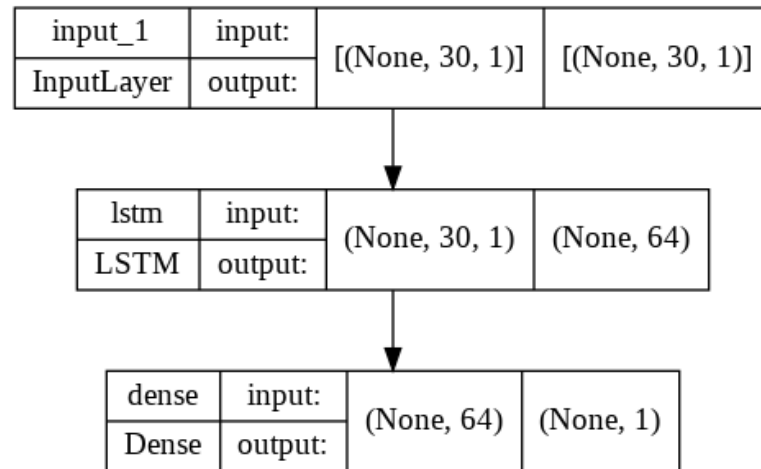 input_1 input: [(None, 30, 1)] [(None, 30, 1)]
InputLayer output:
lstm input: (None, 30, 1) (None, 64)
LSTM output:
dense input: (None, 64) (None, 1)
Dense output: